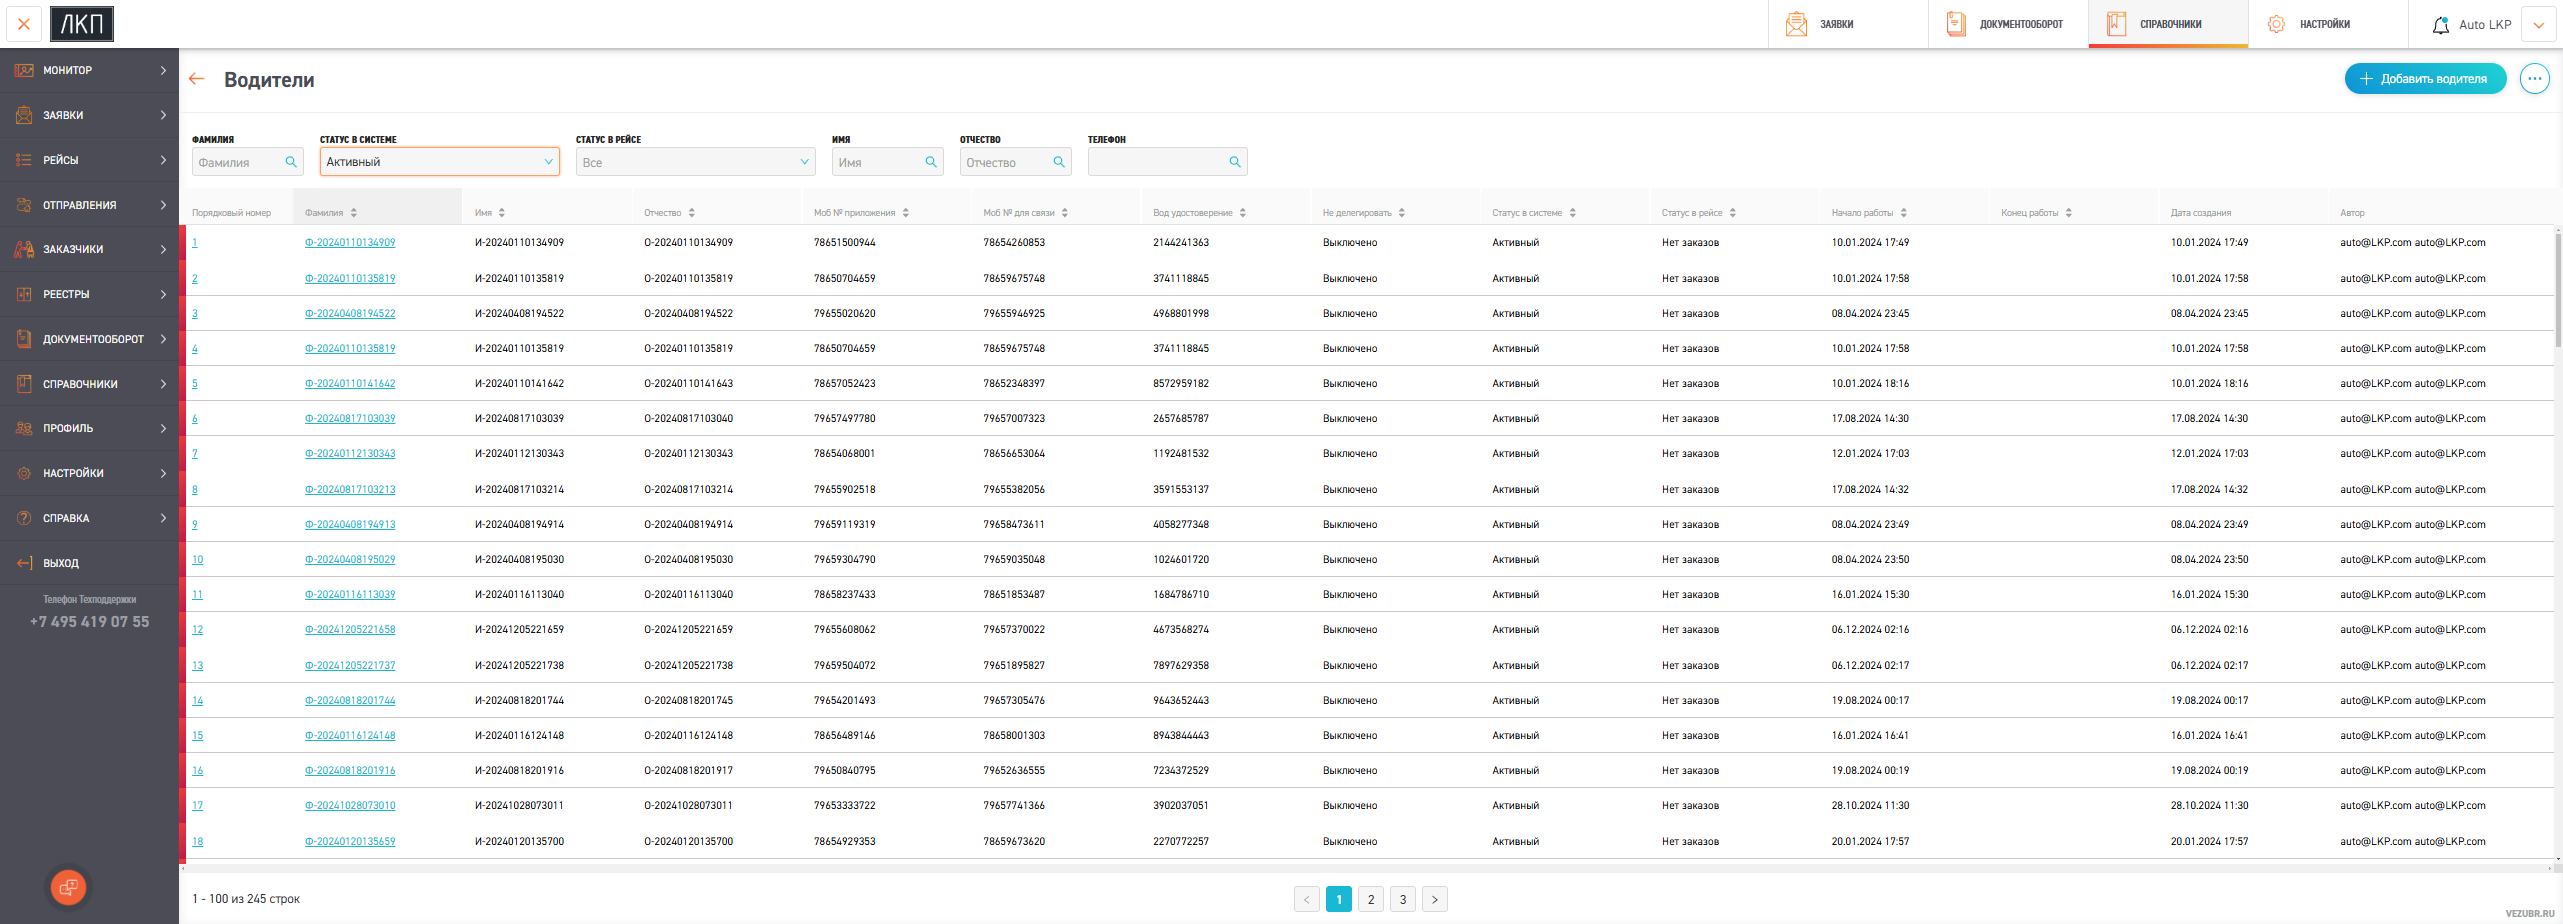 ЛКП ЗАЯВКИ ДОКУМЕНТООБОРОТ СПРАВОЧНИКИ НАСТРОЙКИ Auto LKP
МОНИТОР
ЗАЯВКИ
РЕЙСЫ
ОТПРАВЛЕНИЯ
ЗАКАЗЧИКИ
РЕЕСТРЫ
ДОКУМЕНТООБОРОТ
СПРАВОЧНИКИ
ПРОФИЛЬ
НАСТРОЙКИ
СПРАВКА
ВЫХОД
Телефон Техподдержки
+7 495 419 07 55
Водители + Добавить водителя ...
ФАМИЛИЯ СТАТУС В СИСТЕМЕ СТАТУС В РЕЙСЕ ИМЯ ОТЧЕСТВО ТЕЛЕФОН
Фамилия Активный Все Имя Отчество
Порядковый номер Фамилия Имя Отчество Моб № приложения Моб № для связи Вод удостоверение Не делегировать Статус в системе Статус в рейсе Начало работы Конец работы Дата создания Автор
1 Ф-20240110134909 И-20240110134909 О-20240110134909 78651500944 78654260853 2144241363 Выключено Активный Нет заказов 10.01.2024 17:49 10.01.2024 17:49 auto@LKP.com auto@LKP.com
2 Ф-20240110135819 И-20240110135819 О-20240110135819 78650704659 78659675748 3741118845 Выключено Активный Нет заказов 10.01.2024 17:58 10.01.2024 17:58 auto@LKP.com auto@LKP.com
3 Ф-20240408194522 И-20240408194522 О-20240408194522 79655020620 79655946925 4968801998 Выключено Активный Нет заказов 08.04.2024 23:45 08.04.2024 23:45 auto@LKP.com auto@LKP.com
4 Ф-20240110135819 И-20240110135819 О-20240110135819 78650704659 78659675748 3741118845 Выключено Активный Нет заказов 10.01.2024 17:58 10.01.2024 17:58 auto@LKP.com auto@LKP.com
5 Ф-20240110141642 И-20240110141642 О-20240110141643 78657052423 78652348397 8572959182 Выключено Активный Нет заказов 10.01.2024 18:16 10.01.2024 18:16 auto@LKP.com auto@LKP.com
6 Ф-20240817103039 И-20240817103039 О-20240817103040 79657497780 79657007323 2657685787 Выключено Активный Нет заказов 17.08.2024 14:30 17.08.2024 14:30 auto@LKP.com auto@LKP.com
7 Ф-20240112130343 И-20240112130343 О-20240112130343 78654068001 78656653064 1192481532 Выключено Активный Нет заказов 12.01.2024 17:03 12.01.2024 17:03 auto@LKP.com auto@LKP.com
8 Ф-20240817103213 И-20240817103214 О-20240817103214 79655902518 79655382056 3591553137 Выключено Активный Нет заказов 17.08.2024 14:32 17.08.2024 14:32 auto@LKP.com auto@LKP.com
9 Ф-20240408194913 И-20240408194914 О-20240408194914 79659119319 79658473611 4058277348 Выключено Активный Нет заказов 08.04.2024 23:49 08.04.2024 23:49 auto@LKP.com auto@LKP.com
10 Ф-20240408195029 И-20240408195030 О-20240408195030 79659304790 79659035048 1024601720 Выключено Активный Нет заказов 08.04.2024 23:50 08.04.2024 23:50 auto@LKP.com auto@LKP.com
11 Ф-20240116113039 И-20240116113040 О-20240116113040 78658237433 78651853487 1684786710 Выключено Активный Нет заказов 16.01.2024 15:30 16.01.2024 15:30 auto@LKP.com auto@LKP.com
12 Ф-20241205221658 И-20241205221659 О-20241205221659 79655608062 79657370022 4673568274 Выключено Активный Нет заказов 06.12.2024 02:16 06.12.2024 02:16 auto@LKP.com auto@LKP.com
13 Ф-20241205221737 И-20241205221738 О-20241205221738 79659504072 79651895827 7897629358 Выключено Активный Нет заказов 06.12.2024 02:17 06.12.2024 02:17 auto@LKP.com auto@LKP.com
14 Ф-20240818201744 И-20240818201744 О-20240818201745 79654201493 79657305476 9643652443 Выключено Активный Нет заказов 19.08.2024 00:17 19.08.2024 00:17 auto@LKP.com auto@LKP.com
15 Ф-20240116124148 И-20240116124148 О-20240116124148 78656489146 78658001303 8943844443 Выключено Активный Нет заказов 16.01.2024 16:41 16.01.2024 16:41 auto@LKP.com auto@LKP.com
16 Ф-20240818201916 И-20240818201916 О-20240818201917 79650840795 79652636555 7234372529 Выключено Активный Нет заказов 19.08.2024 00:19 19.08.2024 00:19 auto@LKP.com auto@LKP.com
17 Ф-20241028073010 И-20241028073011 О-20241028073011 79653333722 79657741366 3902037051 Выключено Активный Нет заказов 28.10.2024 11:30 28.10.2024 11:30 auto@LKP.com auto@LKP.com
18 Ф-20240120135659 И-20240120135700 О-20240120135700 78654929353 78659673620 2270772257 Выключено Активный Нет заказов 20.01.2024 17:57 20.01.2024 17:57 auto@LKP.com auto@LKP.com
1 - 100 из 245 строк < 1 2 3 >
VEZUBR.RU